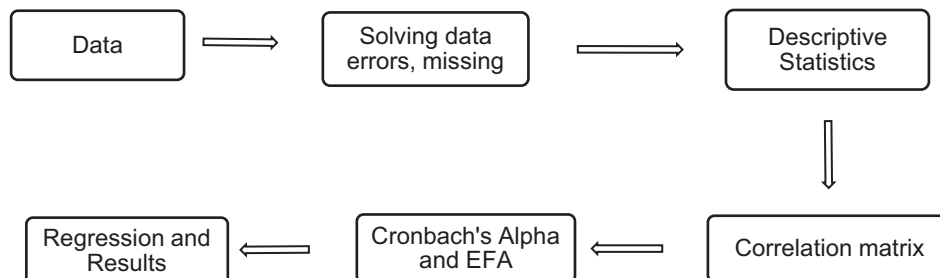 Data
Solving data
errors, missing
Descriptive
Statistics
Correlation matrix
Cronbach's Alpha
and EFA
Regression and
Results